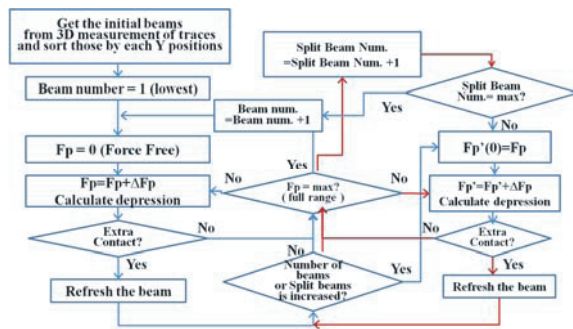 Get the initial beams
from 3D measurement of traces
and sort those by each Y positions
Beam number = 1 (lowest)
Fp = 0 (Force Free)
Fp=Fp+ΔFp
Calculate depression
Extra
Contact?
No
Yes
Refresh the beam
Split Beam Num.
=Split Beam Num. +1
Beam num.
=Beam num. +1
Yes
Fp = max?
( full range )
No
No
No
Number of
beams
or Split beams
is increased?
Yes
Split Beam
Num.= max?
Yes
No
Fp'(0)=Fp
Fp'=Fp'+ΔFp
Calculate depression
Extra
Contact?
No
Yes
Refresh the beam